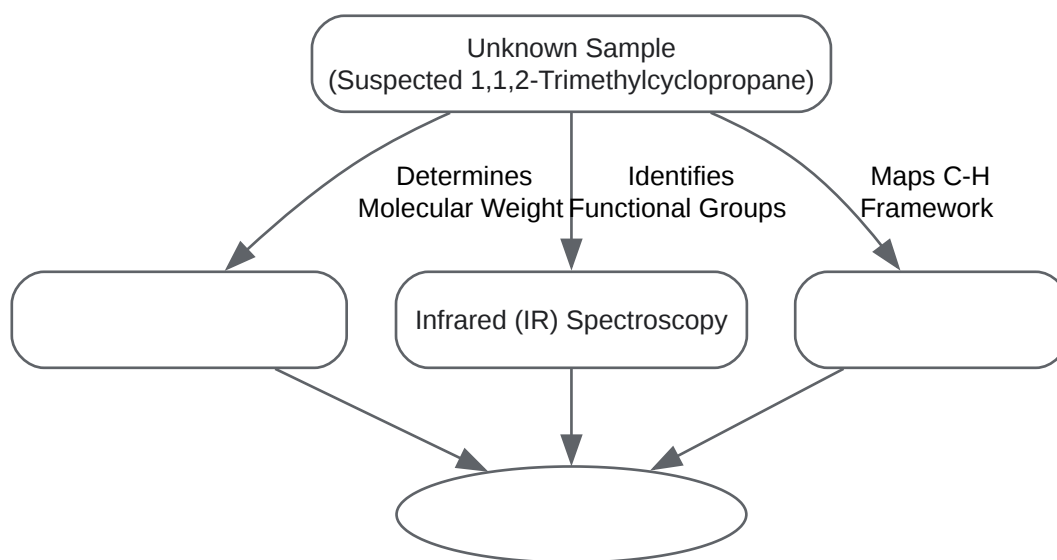 Unknown Sample
(Suspected 1,1,2-Trimethylcyclopropane)
Determines
Molecular Weight
Identifies
Functional Groups
Maps C-H
Framework
Infrared (IR) Spectroscopy